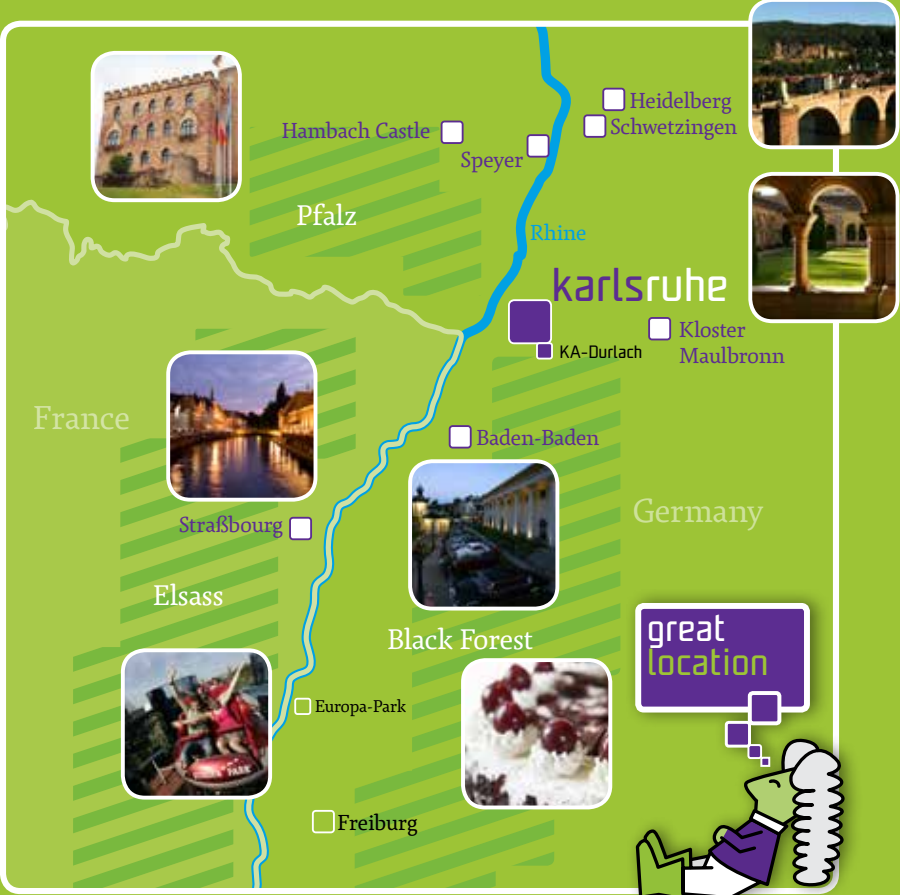 Heidelberg
Hambach Castle
Schwetzingen
Speyer
Pfalz
Rhine
karlsruhe
Kloster
Maulbronn
KA-Durlach
France
Baden-Baden
Germany
Straßbourg
Elsass
great
location
Black Forest
Europa-Park
PARK
Freiburg